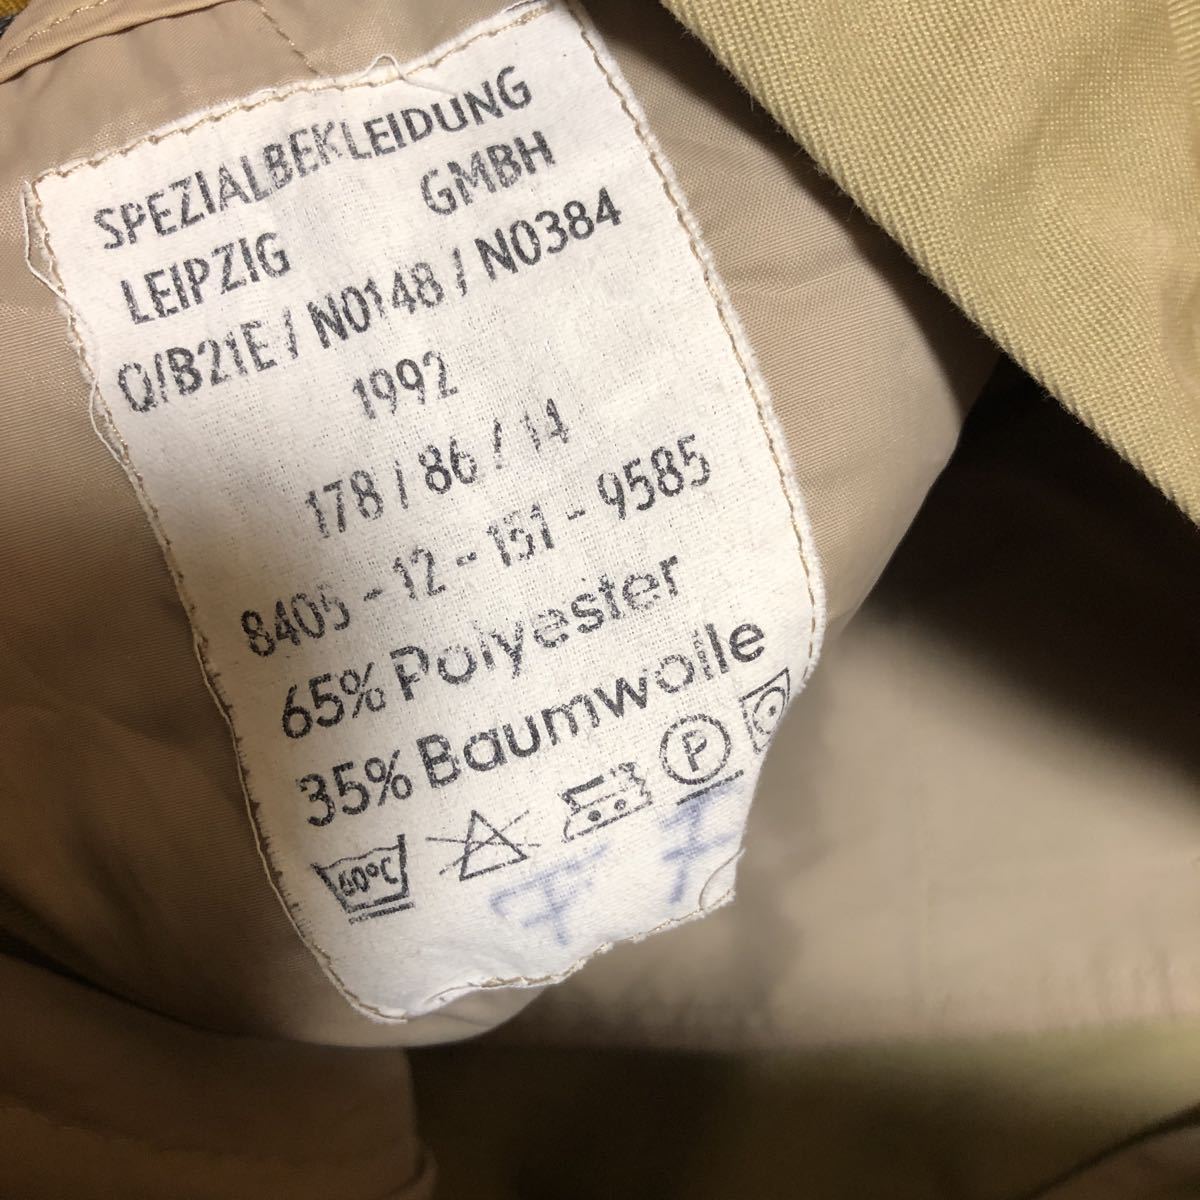 SPEZIALBEKLEIDUNG
LEIPZIG GMBH
Q/B21E / N0148 / N0384
1992
178 / 86 / 14
8405 - 12 - 151 - 9585
65% Polyester
35% Baumwolle
60°C P